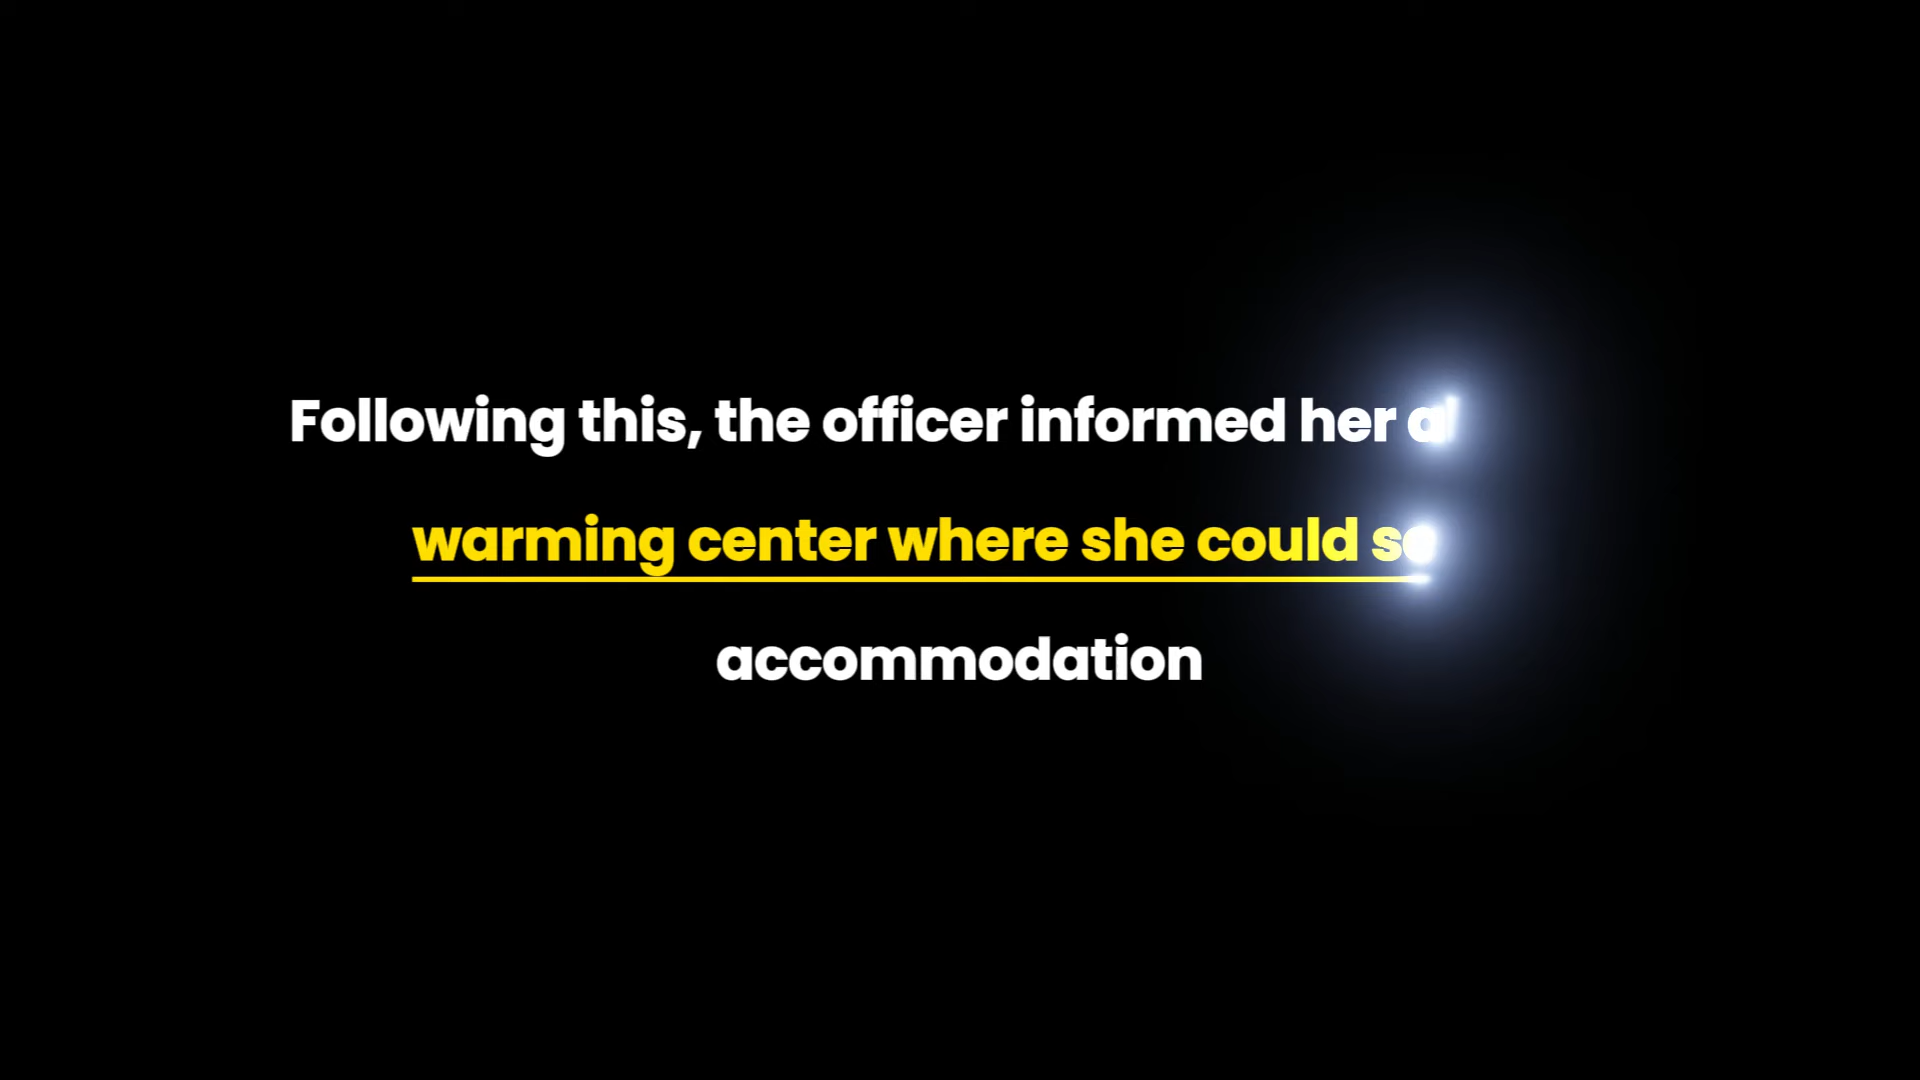 Following this, the officer informed her
warming center where she could
accommodation